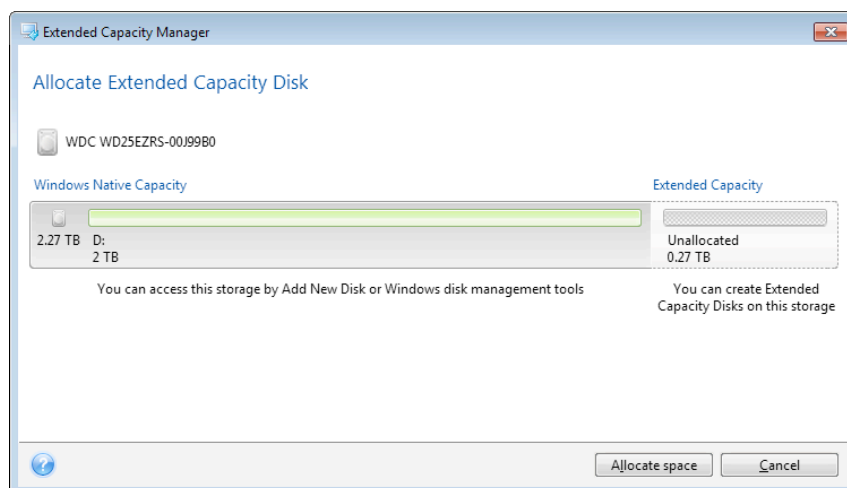 Extended Capacity Manager
Allocate Extended Capacity Disk
WDC WD25EZRS-00J99B0
Windows Native Capacity
Extended Capacity
2.27 TB D:
2 TB
Unallocated
0.27 TB
You can access this storage by Add New Disk or Windows disk management tools
You can create Extended
Capacity Disks on this storage
?
Allocate space
Cancel